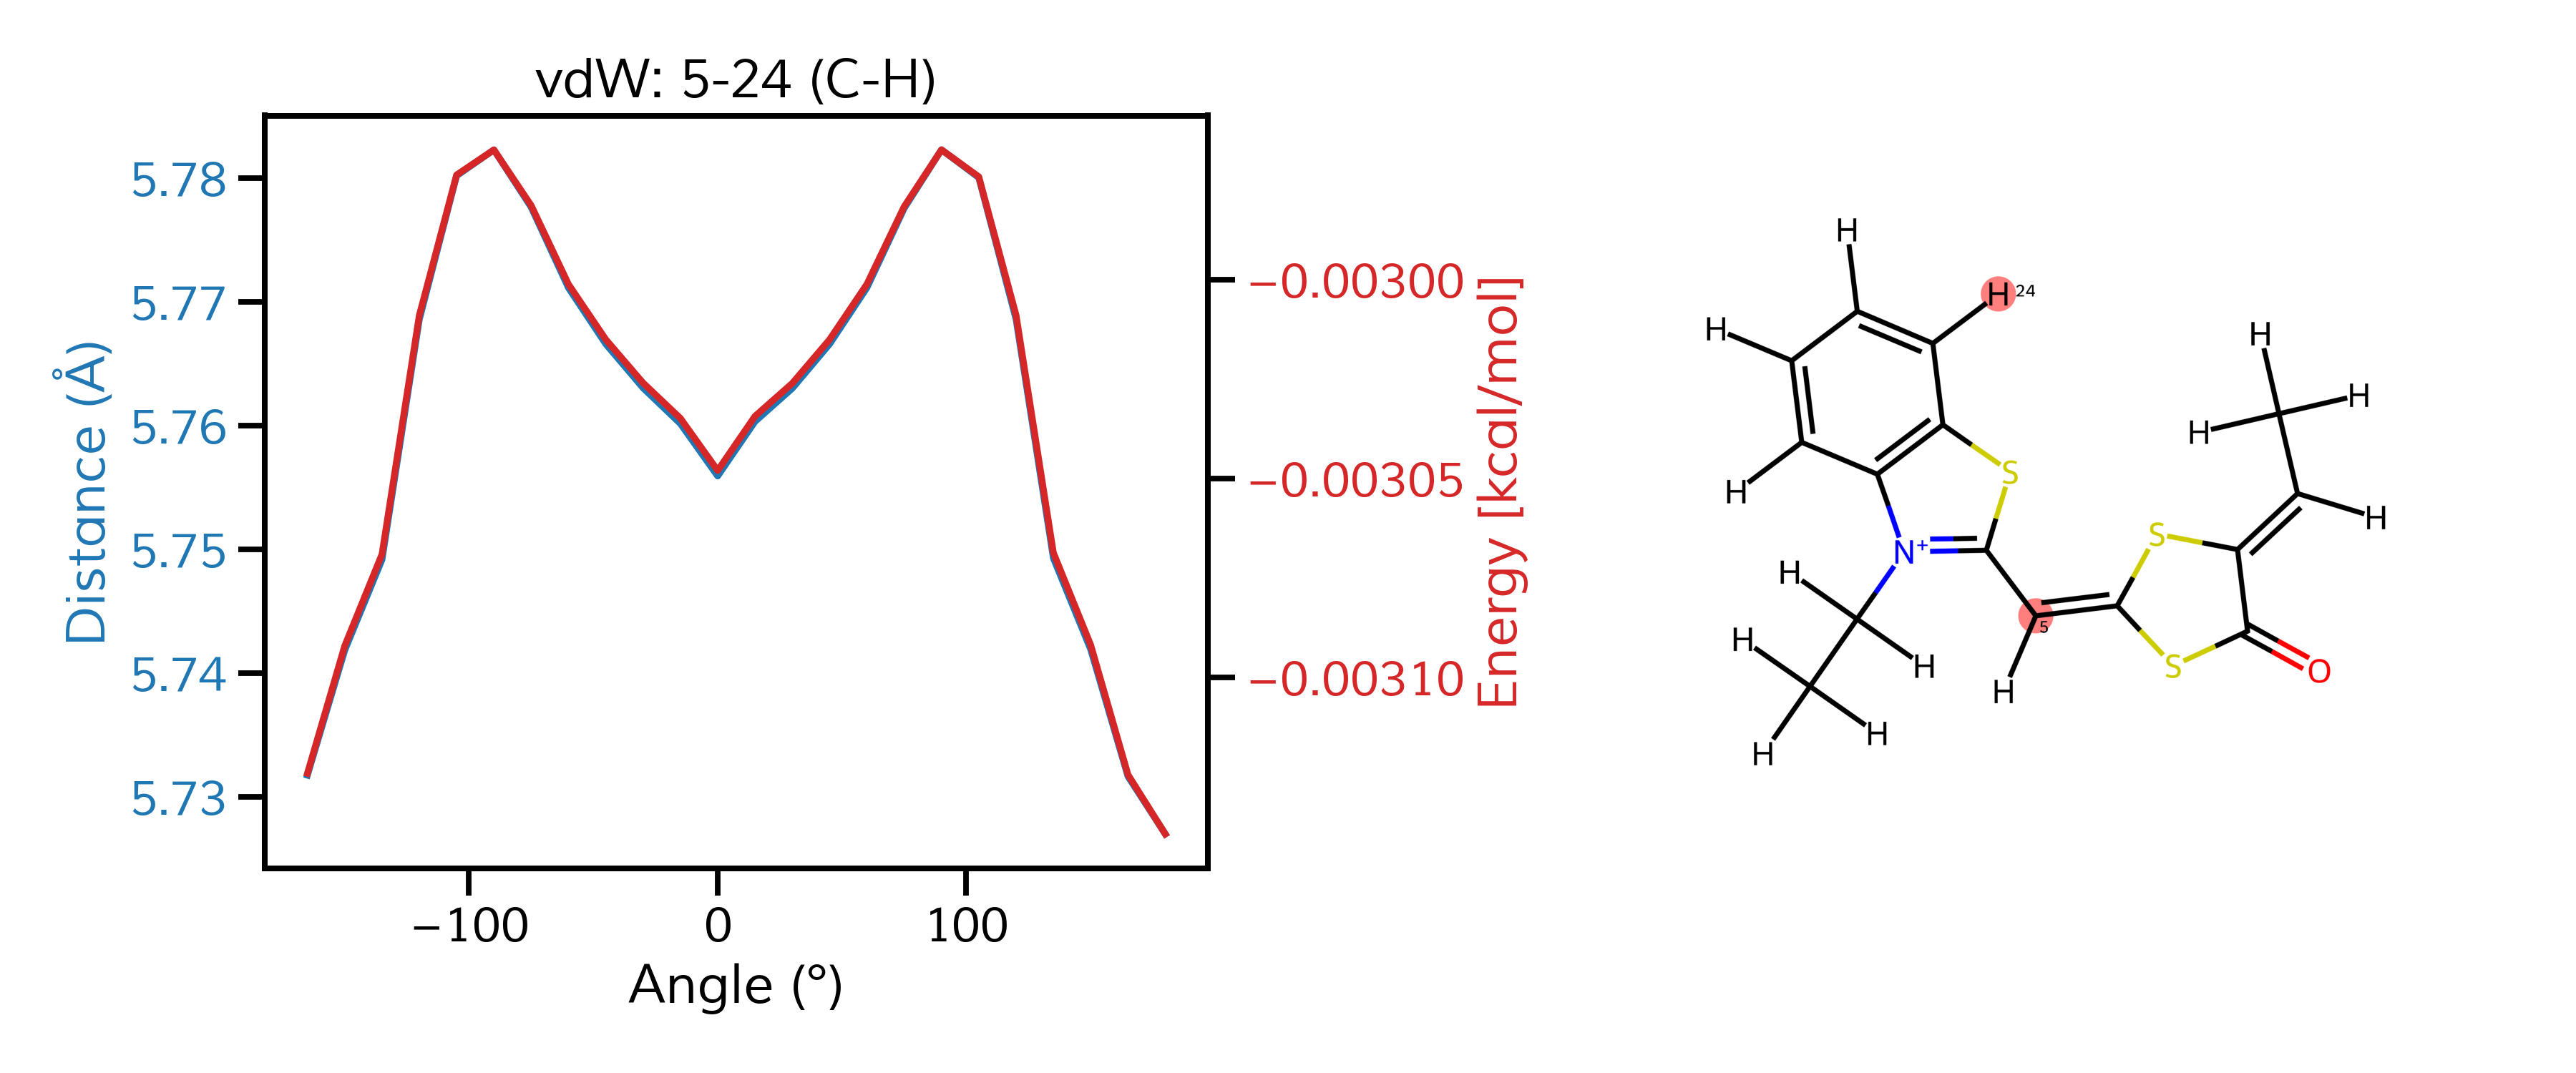 vdW: 5-24 (C-H)
Distance (Å)
5.78
5.77
5.76
5.75
5.74
5.73
−100
0
100
Angle (°)
−0.00300
−0.00305
−0.00310
Energy [kcal/mol]
H
H 24
H
H
H
H
H
S
H
S
H
N+
H
H
5
H
S
O
H
H
H